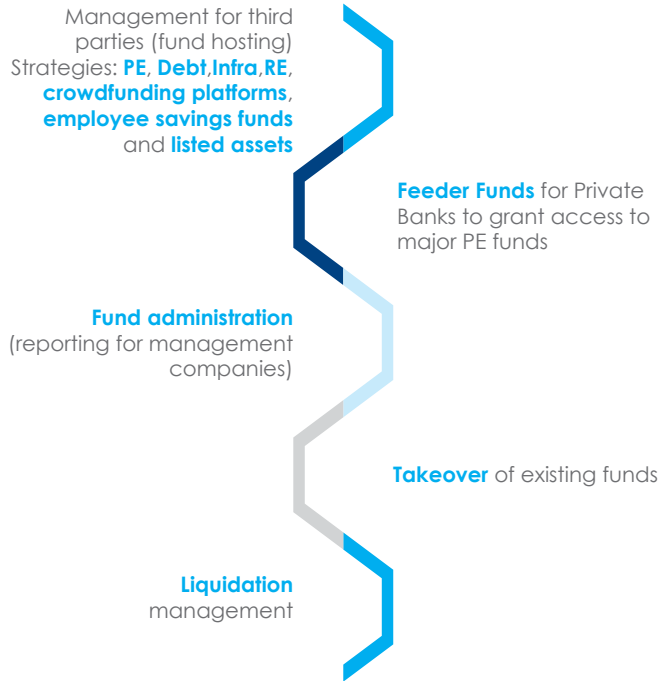 Management for third
parties (fund hosting)
Strategies: PE, Debt,Infra,RE,
crowdfunding platforms,
employee savings funds
and listed assets
Feeder Funds for Private
Banks to grant access to
major PE funds
Fund administration
(reporting for management
companies)
Takeover of existing funds
Liquidation
management